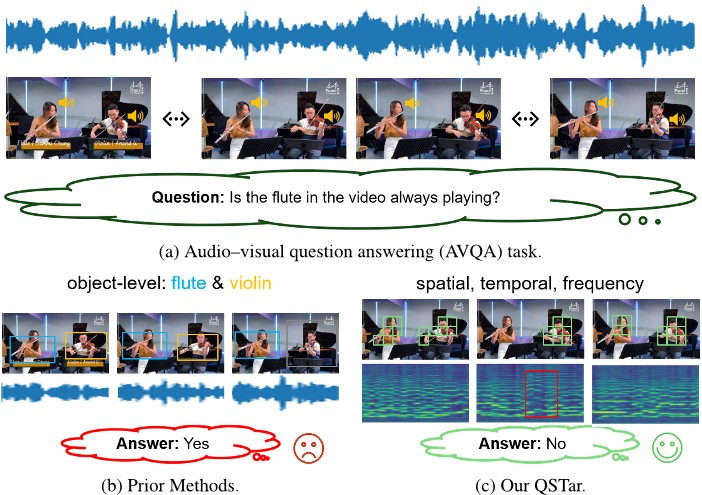 Question: Is the flute in the video always playing?
(a) Audio–visual question answering (AVQA) task.
object-level: flute & violin
spatial, temporal, frequency
Answer: Yes
Answer: No
(b) Prior Methods.
(c) Our QSTar.